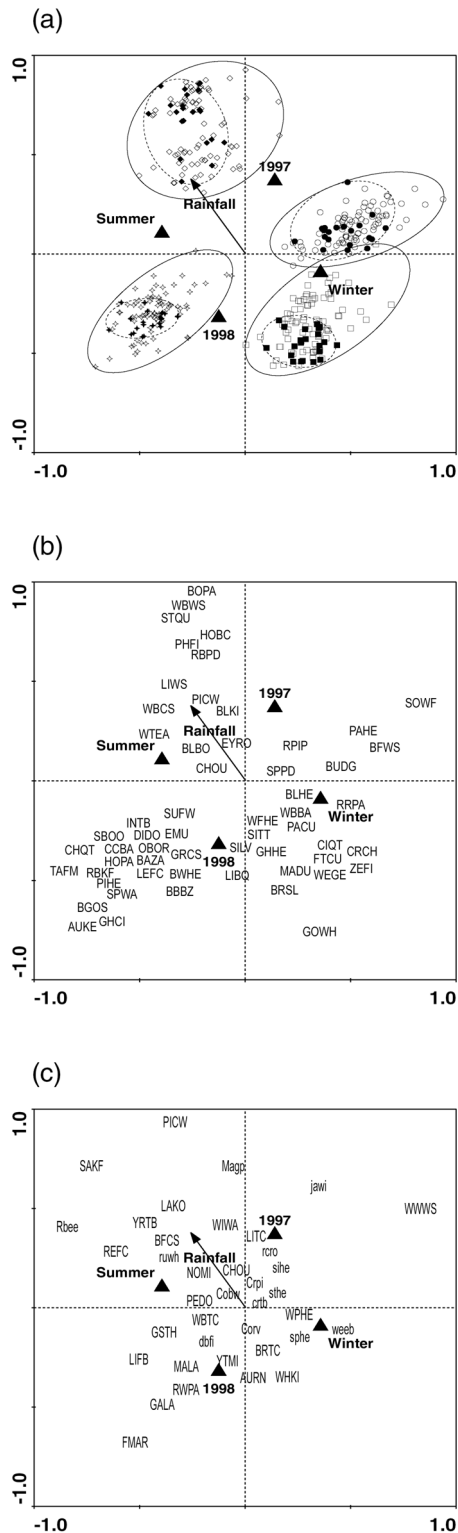 (a)
1.0
1997
Rainfall
Summer
Winter
1998
-1.0
-1.0
1.0
(b)
1.0
BOPA
WBWS
STQU
HOBC
PHFI
RBPD
LIWS
PICW
1997
SOWF
WBCS
BLKI
WTEA
Rainfall
PAHE
Summer
BLBO
EYRO
RPIP
BFWS
CHOU
SPPD
BUDG
BLHE
RRPA
SUFW
WBBA
Winter
INTB
WFHE
PACU
SBOO
DIDO
EMU
SITT
CHQT
CCBA
OBOR
GRCS
1998
SILV
GHHE
CIQT
CRCH
HOPA
BAZA
FTCU
TAFM
RBKF
LEFC
BWHE
LIBQ
MADU
WEGE
ZEFI
PIHE
SPWA
BBBZ
BRSL
BGOS
AUKE
GHCI
GOWH
-1.0
-1.0
1.0
(c)
1.0
PICW
SAKF
Magp
jawi
LAKO
WWWS
Rbee
YRTB
WIWA
1997
BFCS
LITC
REFC
ruwh
Rainfall
rcro
Summer
NOMI
CHOU
sihe
Crpi
PEDO
Cobw
sthe
crtb
WBTC
WPHE
GSTH
Gorv
sphe
weeb
dbfi
Winter
LIFB
BRTC
MALA
YTMI
RWPA
1998
AURN
WHKI
GALA
FMAR
-1.0
-1.0
1.0